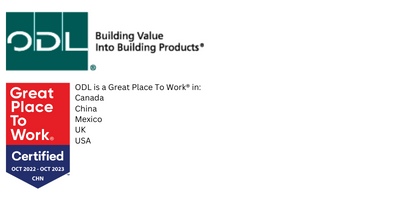 ODL
®
Building Value
Into Building Products®
Great
Place
To
Work®
Certified
OCT 2022 - OCT 2023
CHN
ODL is a Great Place To Work® in:
Canada
China
Mexico
UK
USA